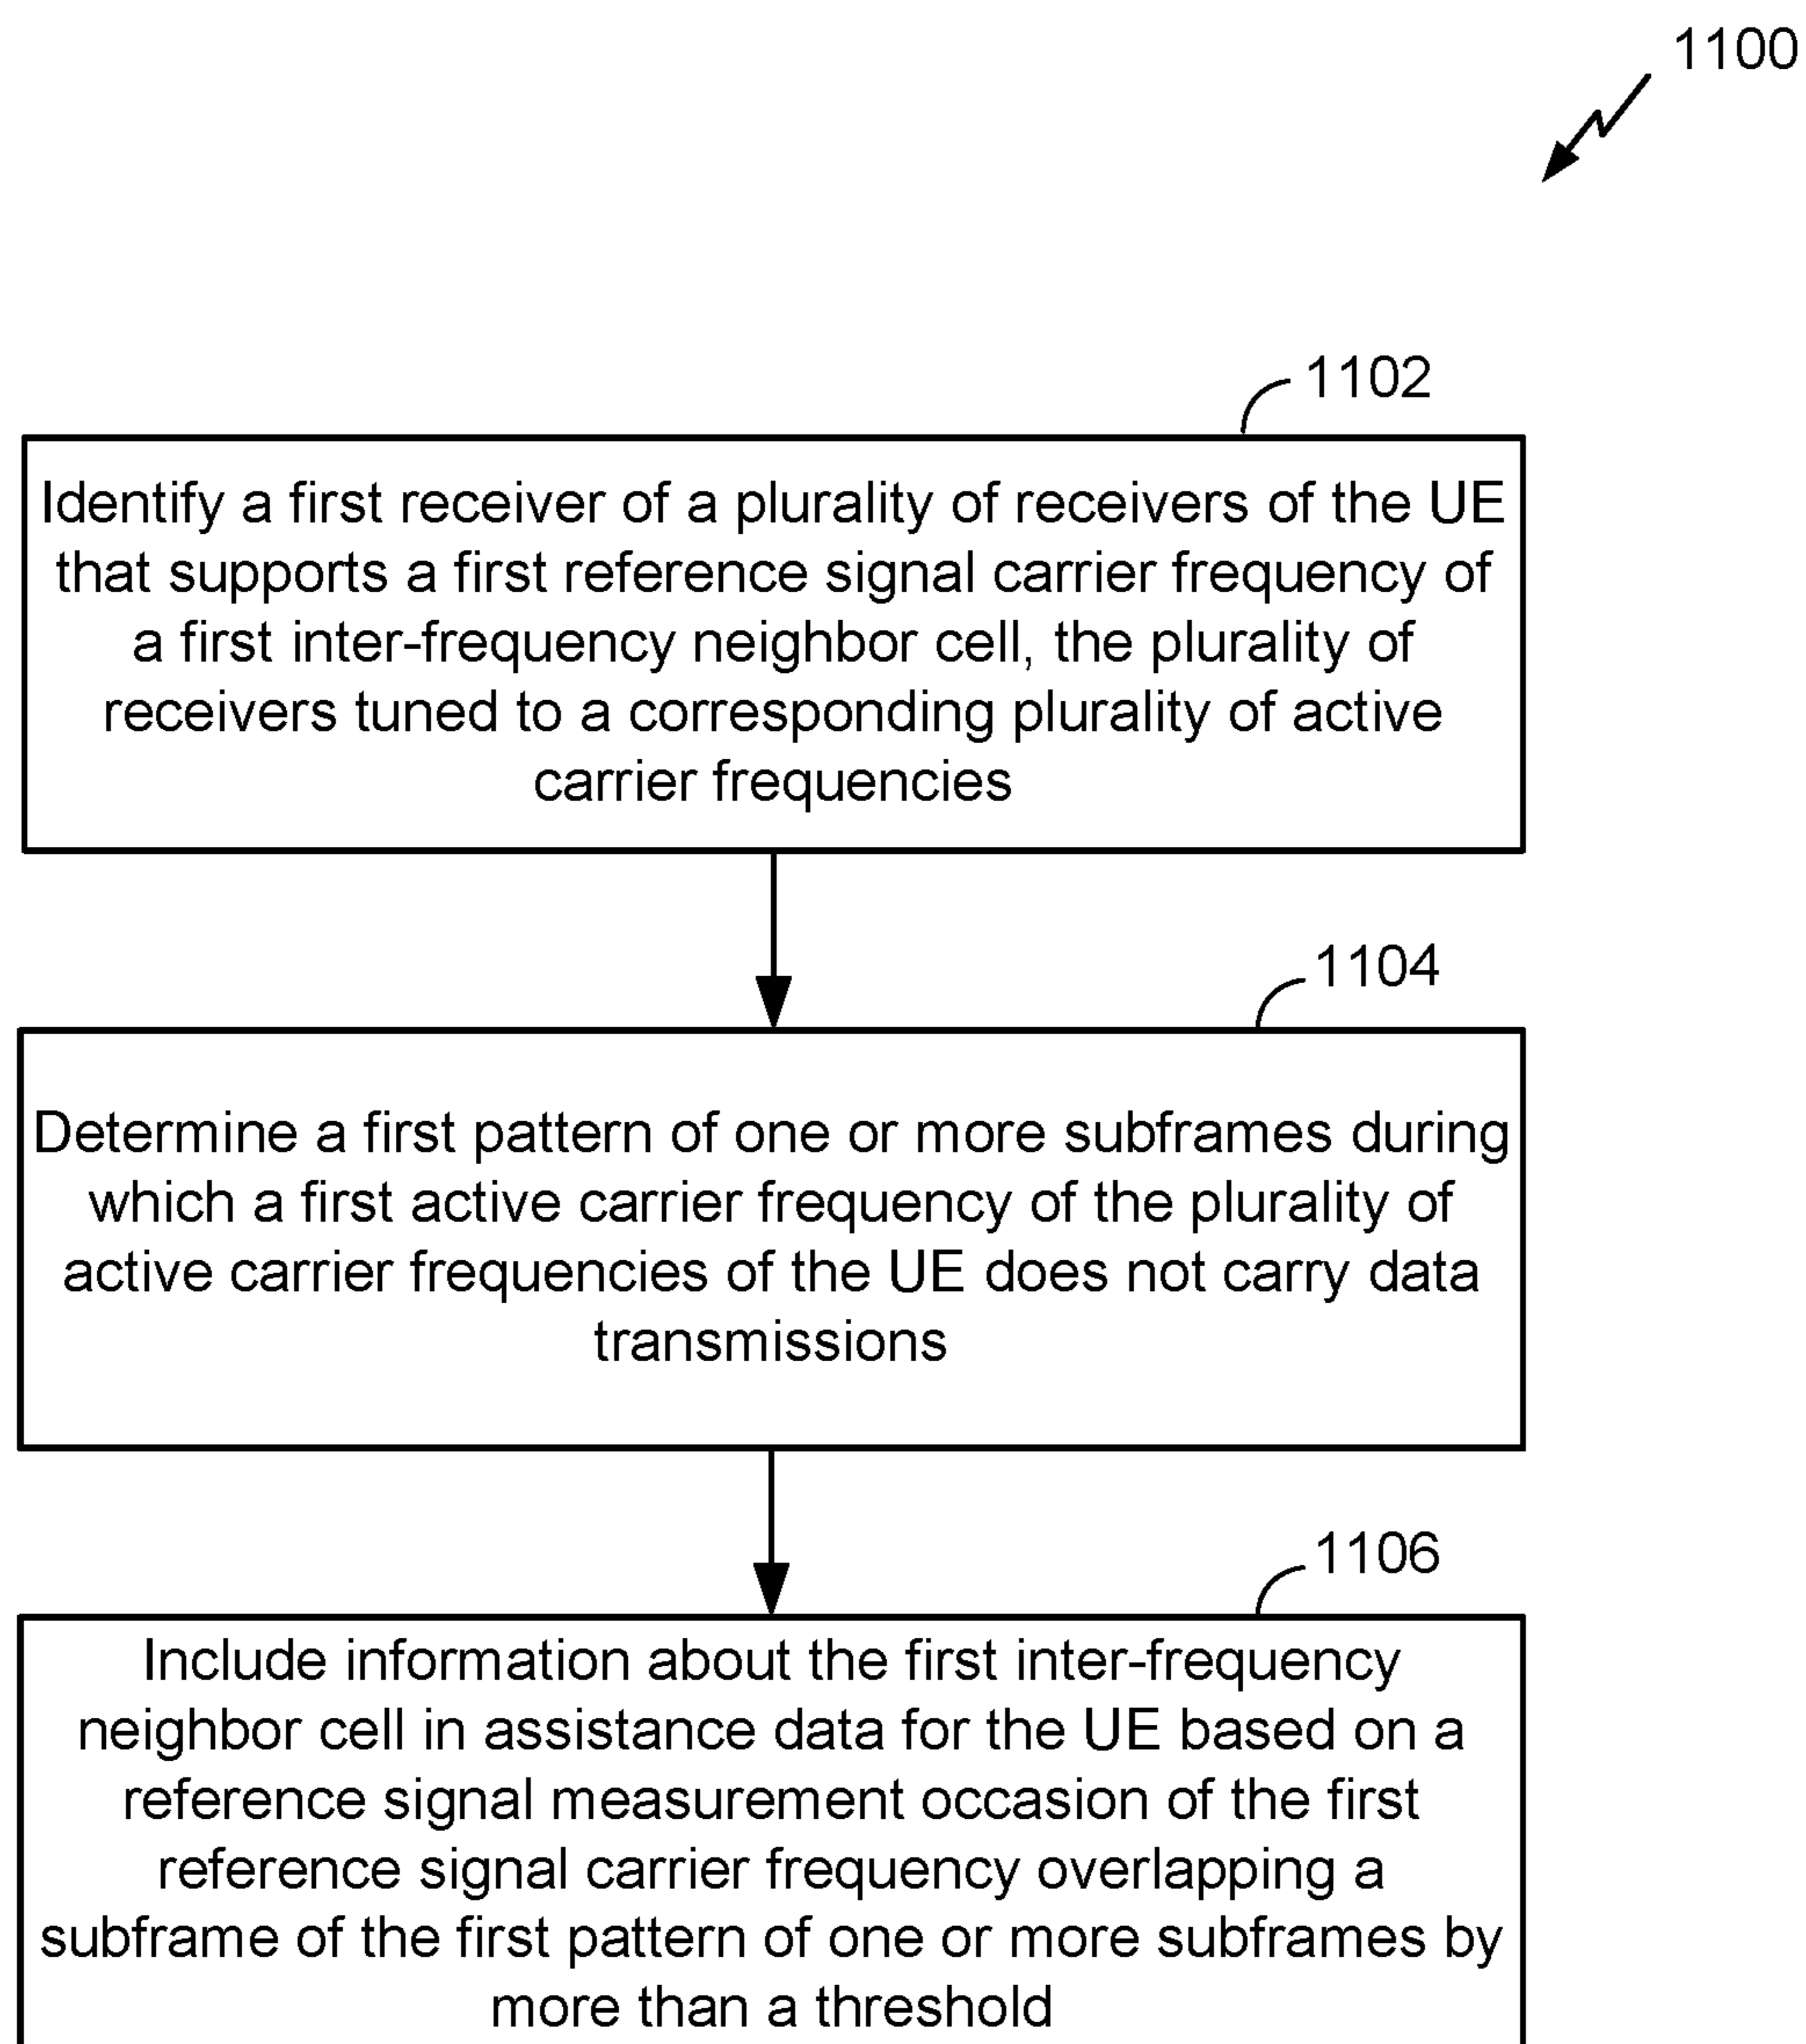 1100
1102
Identify a first receiver of a plurality of receivers of the UE
that supports a first reference signal carrier frequency of
a first inter-frequency neighbor cell, the plurality of
receivers tuned to a corresponding plurality of active
carrier frequencies
1104
Determine a first pattern of one or more subframes during
which a first active carrier frequency of the plurality of
active carrier frequencies of the UE does not carry data
transmissions
1106
Include information about the first inter-frequency
neighbor cell in assistance data for the UE based on a
reference signal measurement occasion of the first
reference signal carrier frequency overlapping a
subframe of the first pattern of one or more subframes by
more than a threshold